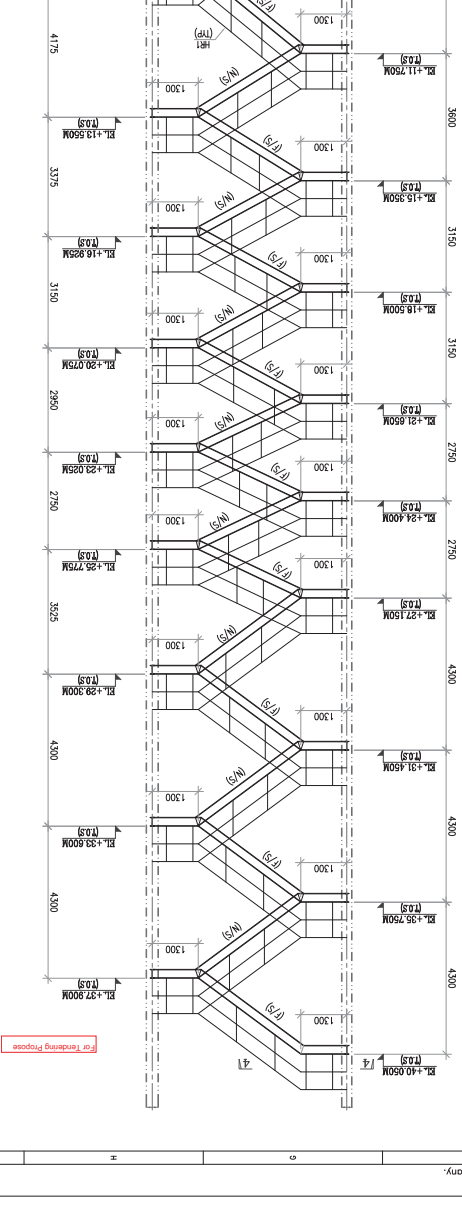 any.
G
H
4
4
EL. +40.050M
(T.O.S)
1300
For Tendering Propose
(F/S)
4300
EL. +37.900M
(T.O.S)
1300
(N/S)
EL. +35.750M
(T.O.S)
1300
4300
(F/S)
4300
EL. +33.600M
(T.O.S)
1300
(N/S)
EL. +31.450M
(T.O.S)
1300
4300
(F/S)
4300
EL. +29.300M
(T.O.S)
1300
(N/S)
EL. +27.150M
(T.O.S)
1300
3525
(F/S)
2750
EL. +25.775M
(T.O.S)
1300
(N/S)
EL. +24.400M
(T.O.S)
1300
2750
(F/S)
2750
EL. +23.025M
(T.O.S)
1300
(N/S)
EL. +21.650M
(T.O.S)
1300
2950
(F/S)
3150
EL. +20.075M
(T.O.S)
1300
(N/S)
EL. +18.500M
(T.O.S)
1300
3150
(F/S)
3150
EL. +16.925M
(T.O.S)
1300
(N/S)
EL. +15.350M
(T.O.S)
1300
3375
(F/S)
3600
EL. +13.550M
(T.O.S)
1300
(N/S)
EL. +11.750M
(T.O.S)
1300
4175
HR1
(TYP)
(F/S)